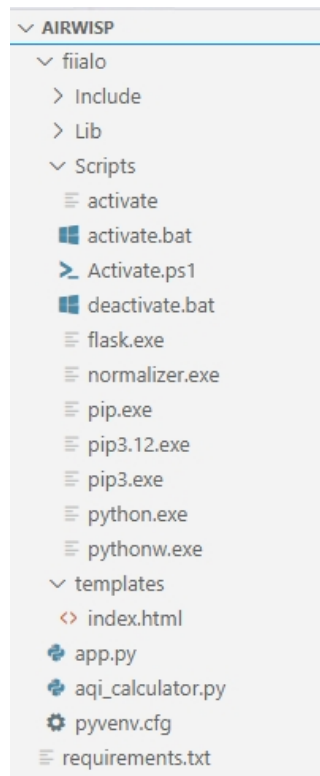 AIRWISP
fiialo
Include
Lib
Scripts
activate
activate.bat
Activate.ps1
deactivate.bat
flask.exe
normalizer.exe
pip.exe
pip3.12.exe
pip3.exe
python.exe
pythonw.exe
templates
index.html
app.py
aqi_calculator.py
pyvenv.cfg
requirements.txt